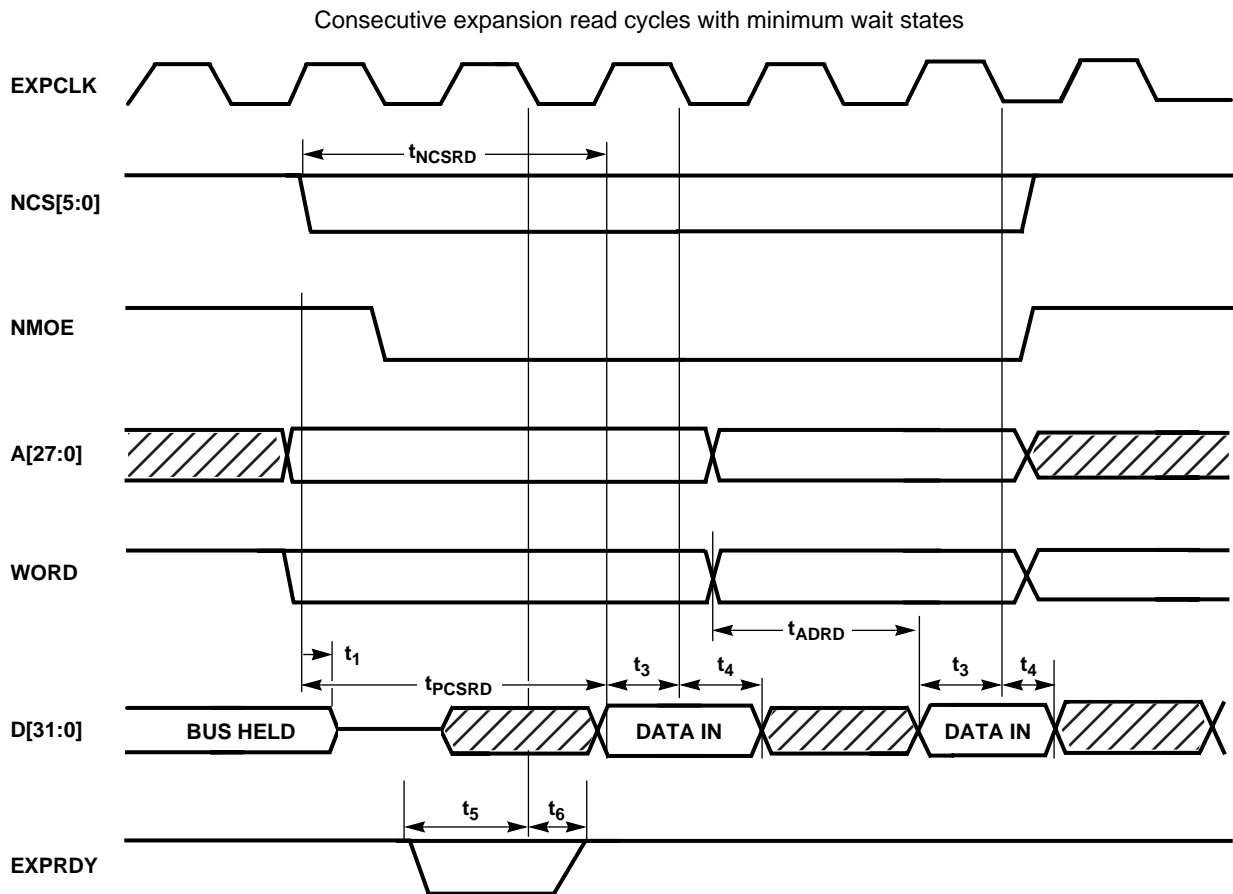 Consecutive expansion read cycles with minimum wait states
EXPCLK
tNCSRD
NCS[5:0]
NMOE
A[27:0]
WORD
tADRD
t1
t3
t4
t3
t4
tPCSRD
D[31:0]
BUS HELD
DATA IN
DATA IN
t5
t6
EXPRDY